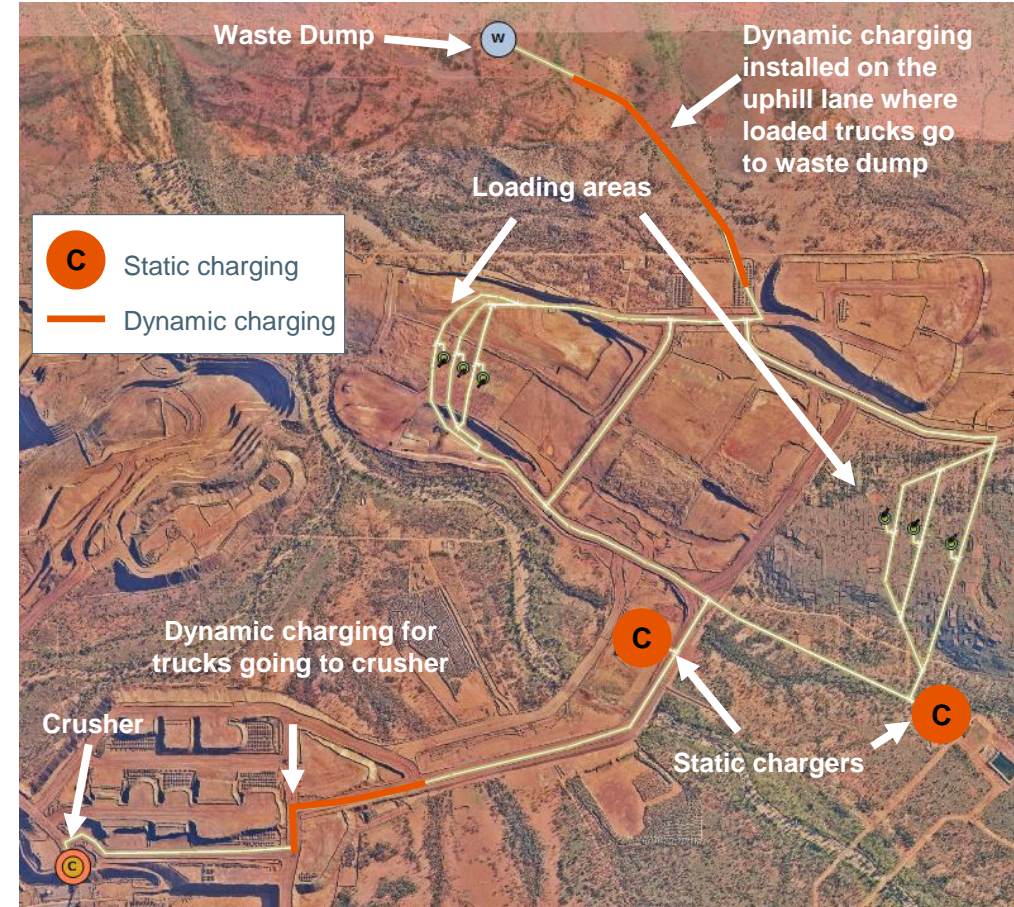 Waste Dump
W
Dynamic charging
installed on the
uphill lane where
loaded trucks go
to waste dump
Loading areas
C
Static charging
Dynamic charging
C
Dynamic charging for
trucks going to crusher
C
Crusher
Static chargers
C